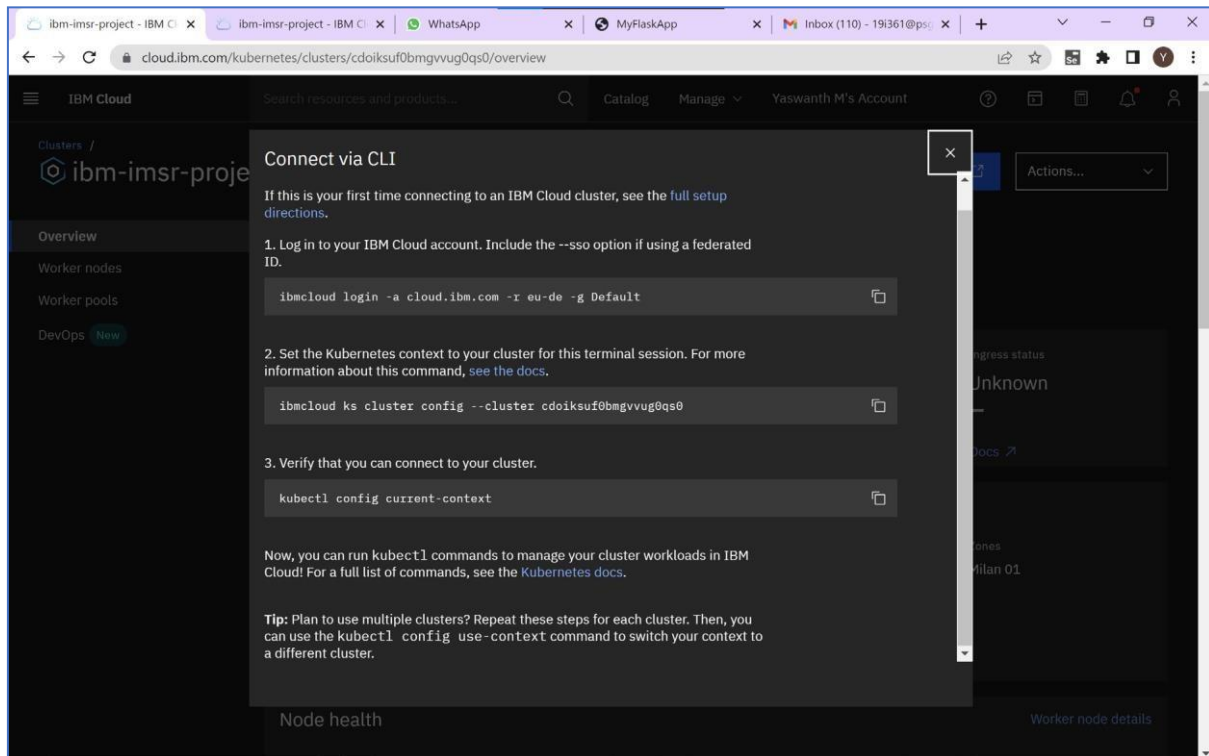 ibm-imsr-project - IBM Cl
ibm-imsr-project - IBM Cl
WhatsApp
MyFlaskApp
Inbox (110) - 19i361@psg
cloud.ibm.com/kubernetes/clusters/cdoiksuf0bmgvvug0qs0/overview
Se
Y
IBM Cloud
Search resources and products...
Catalog
Manage
Yaswanth M's Account
Clusters /
ibm-imsr-proje
Actions...
Overview
Worker nodes
Worker pools
DevOps New
Connect via CLI
If this is your first time connecting to an IBM Cloud cluster, see the full setup
directions.
1. Log in to your IBM Cloud account. Include the --sso option if using a federated
ID.
ibmcloud login -a cloud.ibm.com -r eu-de -g Default
2. Set the Kubernetes context to your cluster for this terminal session. For more
information about this command, see the docs.
ibmcloud ks cluster config --cluster cdoiksuf0bmgvvug0qs0
3. Verify that you can connect to your cluster.
kubectl config current-context
Now, you can run kubectl commands to manage your cluster workloads in IBM
Cloud! For a full list of commands, see the Kubernetes docs.
Tip: Plan to use multiple clusters? Repeat these steps for each cluster. Then, you
can use the kubectl config use-context command to switch your context to
a different cluster.
ngress status
Unknown
Docs
ones
Milan 01
Node health
Worker node details